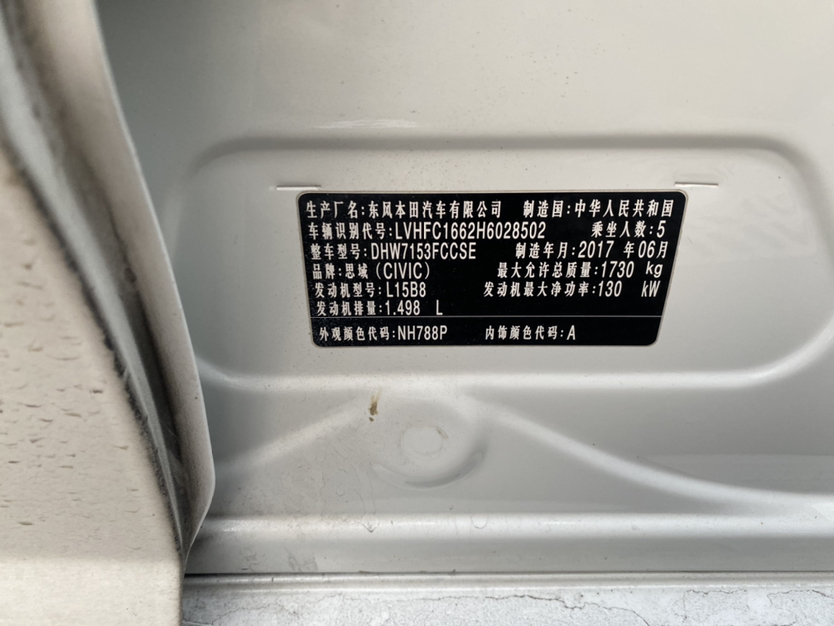 生产厂名:东风本田汽车有限公司 制造国:中华人民共和国
车辆识别代号:LVHFC1662H6028502 乘坐人数:5
整车型号:DHW7153FCCSE 制造年月:2017 年06月
品牌:思域(CIVIC) 最大允许总质量:1730 kg
发动机型号:L15B8 发动机最大净功率:130 kW
发动机排量:1.498 L
外观颜色代码:NH788P 内饰颜色代码:A